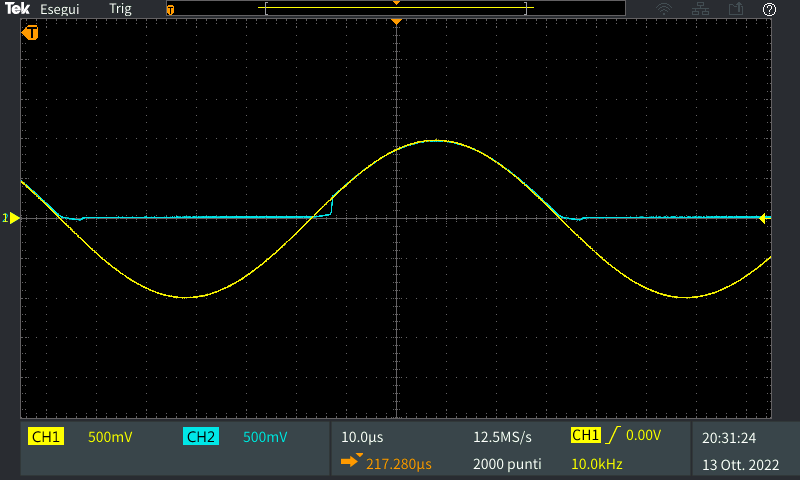 Tek Esegui Trig T ?
T
1
CH1 500mV CH2 500mV 10.0µs 12.5MS/s CH1 0.00V 20:31:24
217.280µs 2000 punti 10.0kHz 13 Ott. 2022